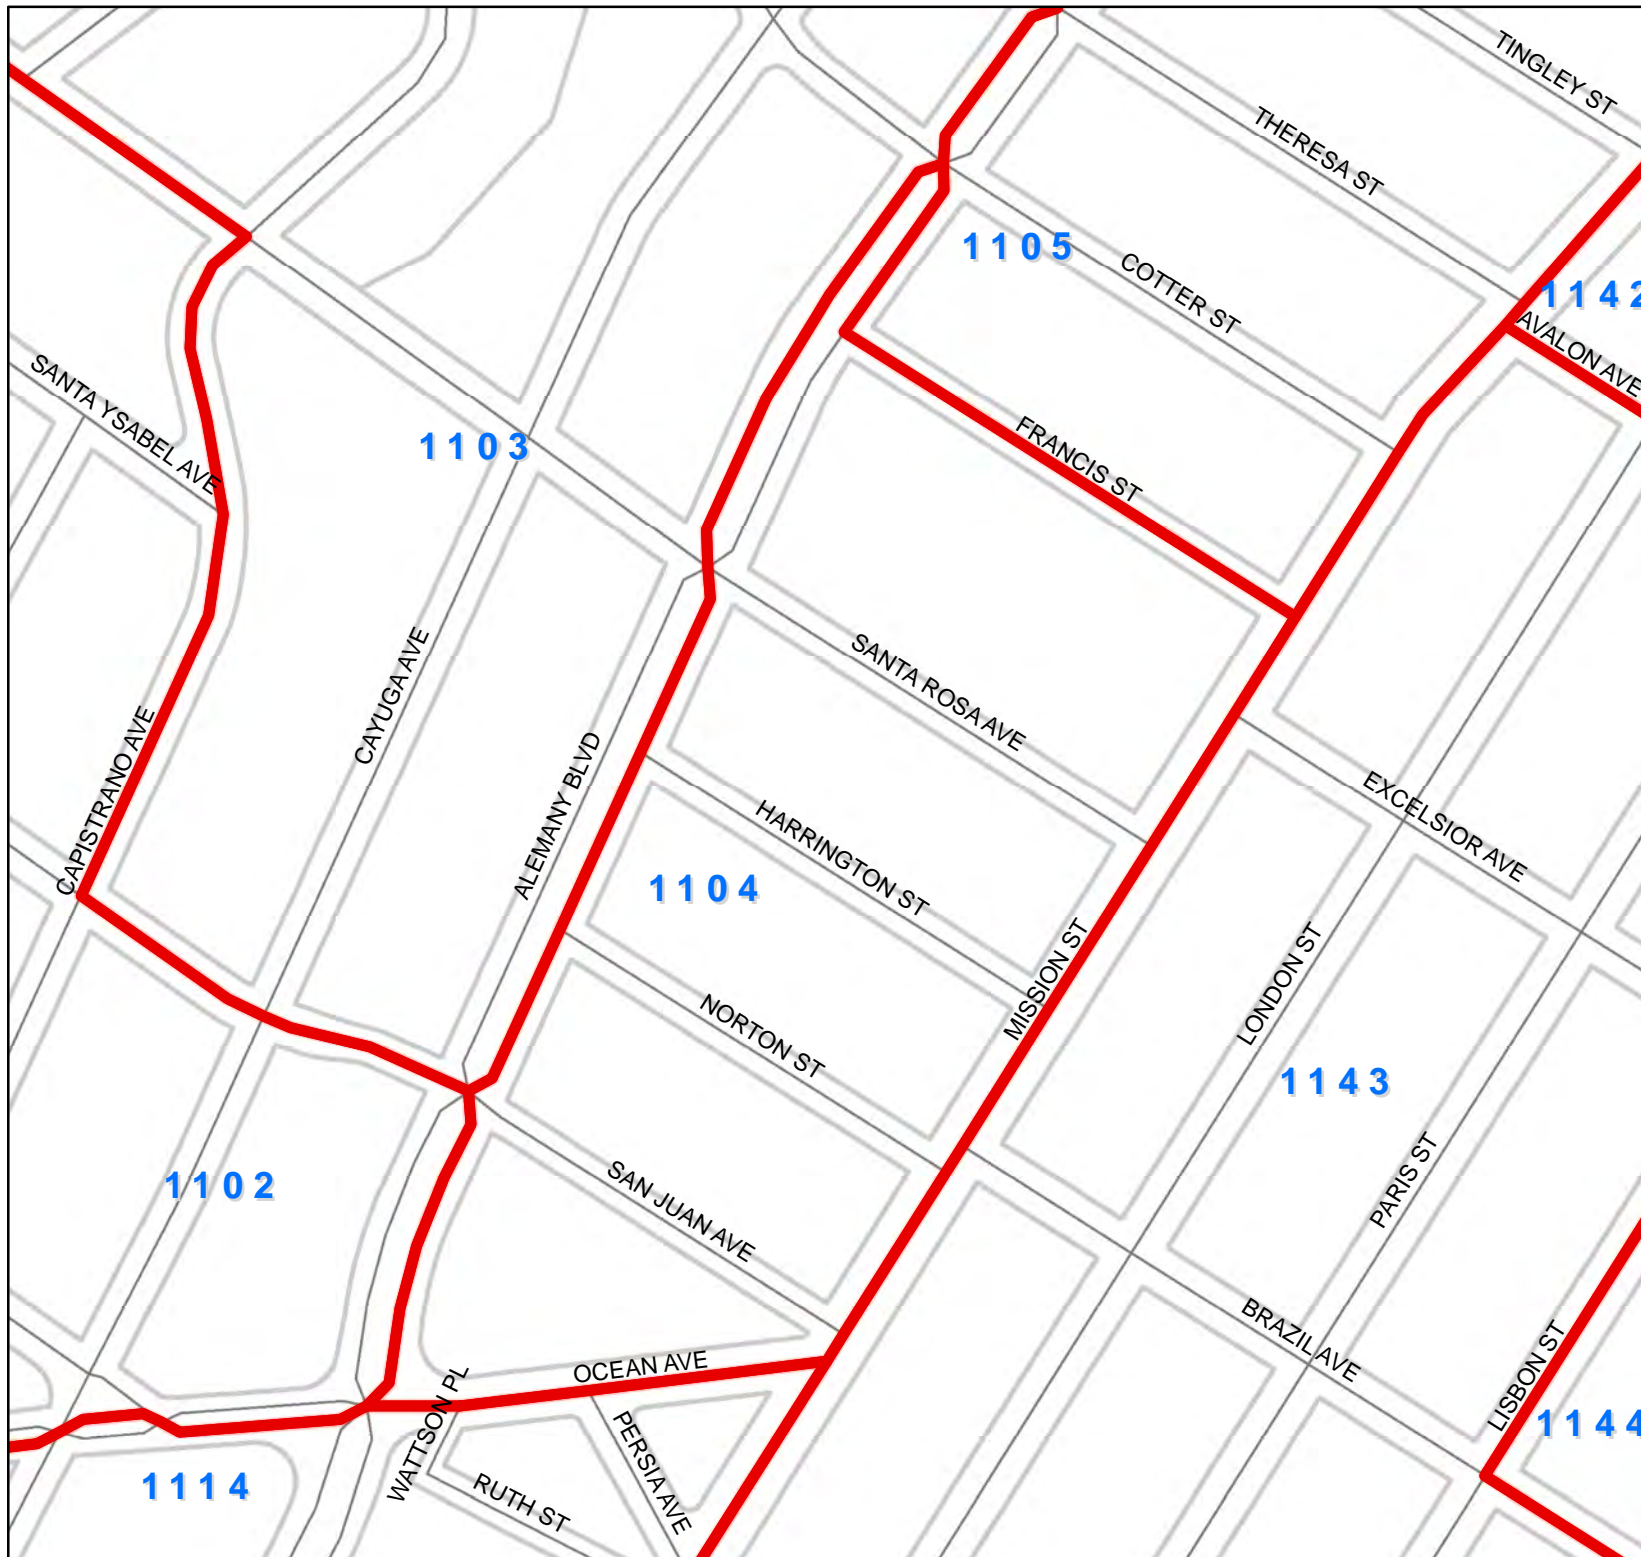 TINGLEY ST
THERESA ST
1105
COTTER ST
1142
AVALON AVE
SANTA YSABEL AVE
1103
FRANCIS ST
CAYUGA AVE
SANTA ROSA AVE
CAPISTRANO AVE
ALEMANY BLVD
HARRINGTON ST
EXCELSIOR AVE
1104
MISSION ST
LONDON ST
NORTON ST
1143
1102
SAN JUAN AVE
PARIS ST
BRAZIL AVE
LISBON ST
OCEAN AVE
WATTSON PL
PERSIA AVE
1144
1114
RUTH ST